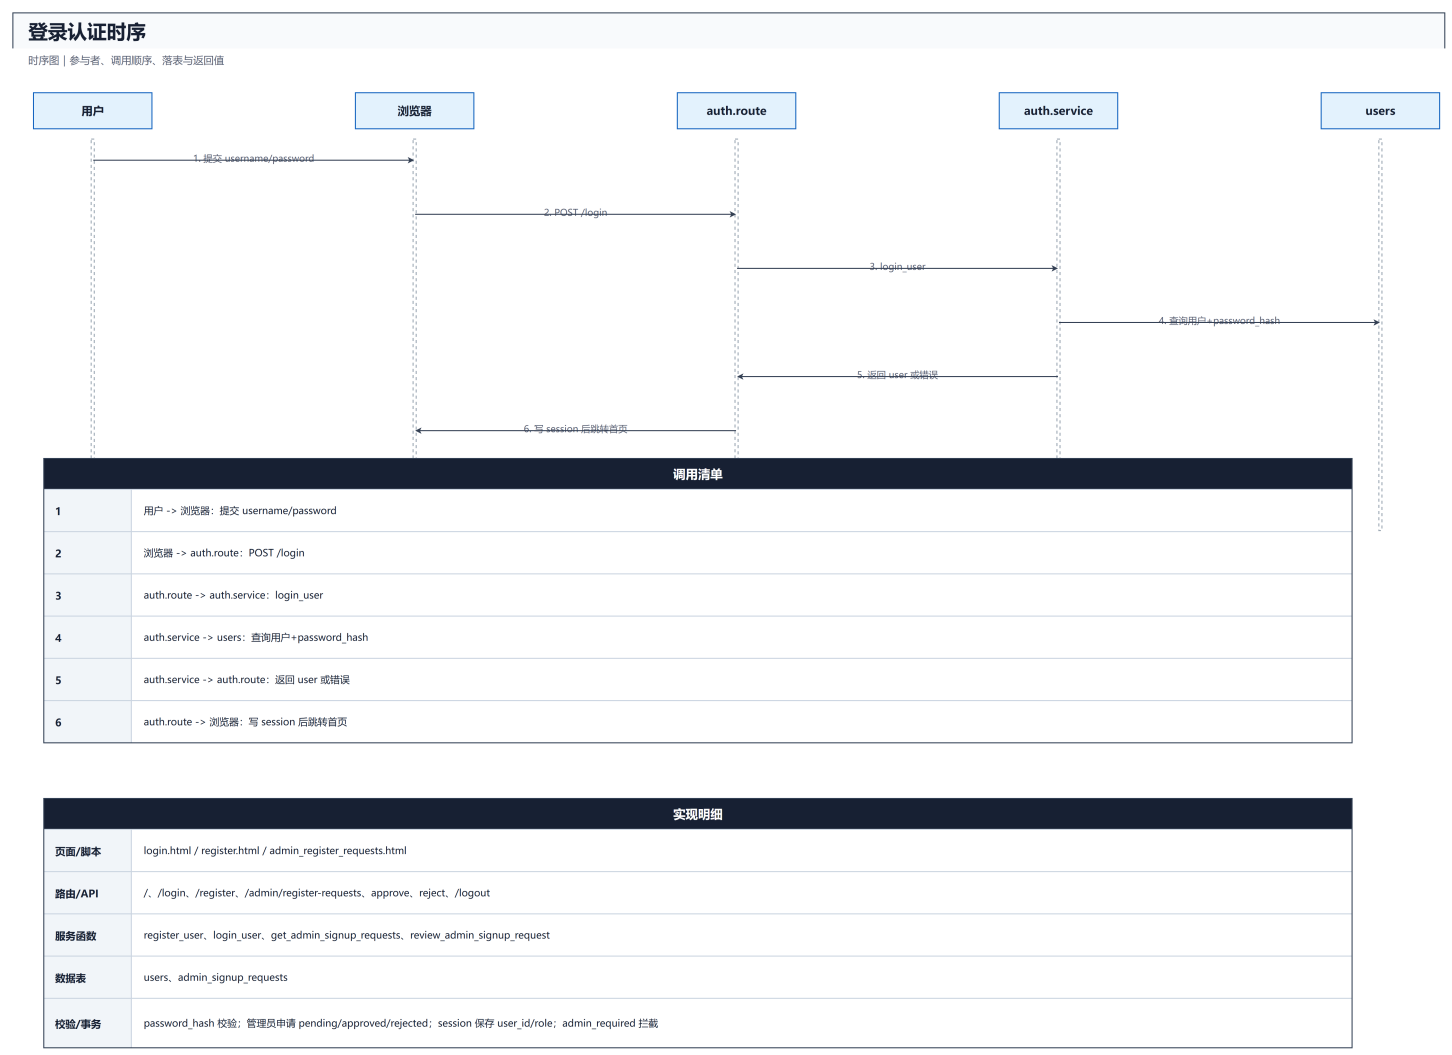 登录认证时序
时序图 | 参与者、调用顺序、落表与返回值
用户
浏览器
auth.route
auth.service
users
1. 提交 username/password
2. POST /login
3. login_user
4. 查询用户+password_hash
5. 返回 user 或错误
6. 写 session 后跳转首页
调用清单
1
用户 -> 浏览器：提交 username/password
2
浏览器 -> auth.route：POST /login
3
auth.route -> auth.service：login_user
4
auth.service -> users：查询用户+password_hash
5
auth.service -> auth.route：返回 user 或错误
6
auth.route -> 浏览器：写 session 后跳转首页
实现明细
页面/脚本
login.html / register.html / admin_register_requests.html
路由/API
/、/login、/register、/admin/register-requests、approve、reject、/logout
服务函数
register_user、login_user、get_admin_signup_requests、review_admin_signup_request
数据表
users、admin_signup_requests
校验/事务
password_hash 校验；管理员申请 pending/approved/rejected；session 保存 user_id/role；admin_required 拦截